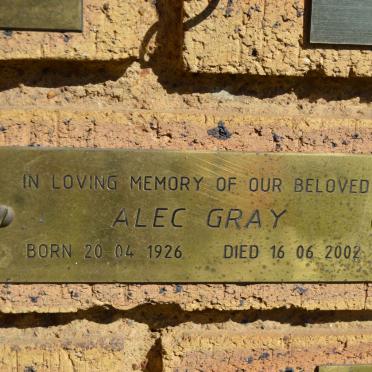 IN LOVING MEMORY OF OUR BELOVED
ALEC GRAY
BORN 20 04 1926 DIED 16 06 2002